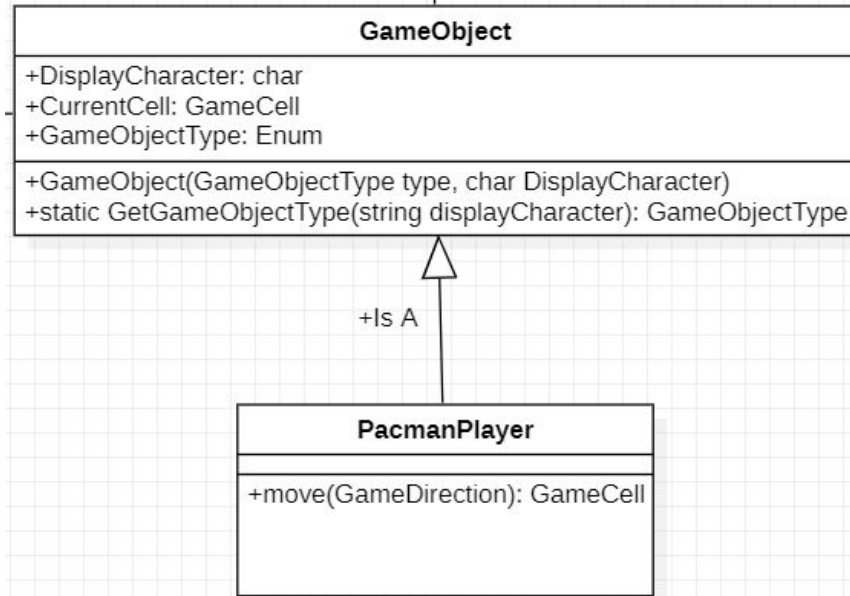 GameObject
+DisplayCharacter: char
+CurrentCell: GameCell
+GameObjectType: Enum
+GameObject(GameObjectType type, char DisplayCharacter)
+static GetGameObjectType(string displayCharacter): GameObjectType
+Is A
PacmanPlayer
+move(GameDirection): GameCell